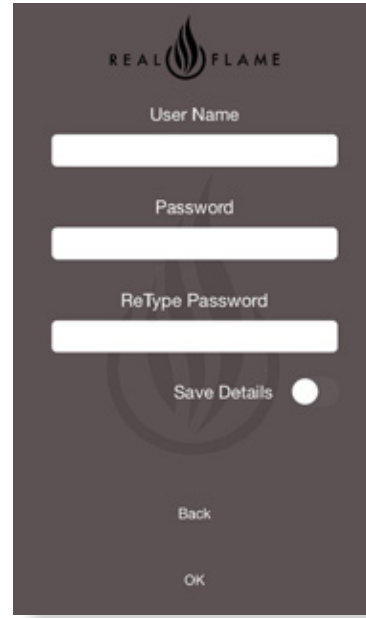 REAL FLAME
User Name
Password
ReType Password
Save Details
Back
OK